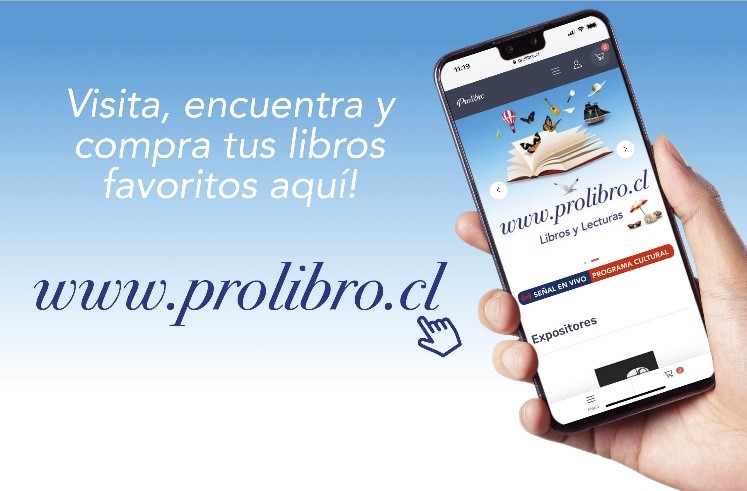 Visita, encuentra y
compra tus libros
favoritos aquí!
www.prolibro.cl
11:19
Prolibro
www.prolibro.cl
Libros y Lecturas
SEÑAL EN VIVO PROGRAMA CULTURAL
Expositores